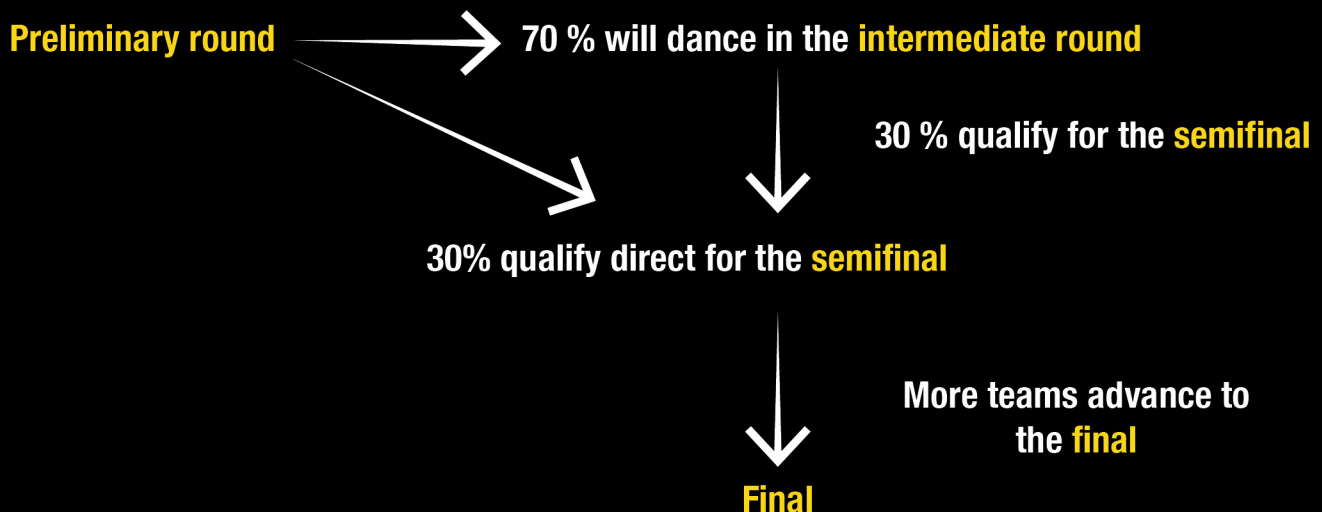 Preliminary round
70 % will dance in the intermediate round
30 % qualify for the semifinal
30% qualify direct for the semifinal
More teams advance to
the final
Final